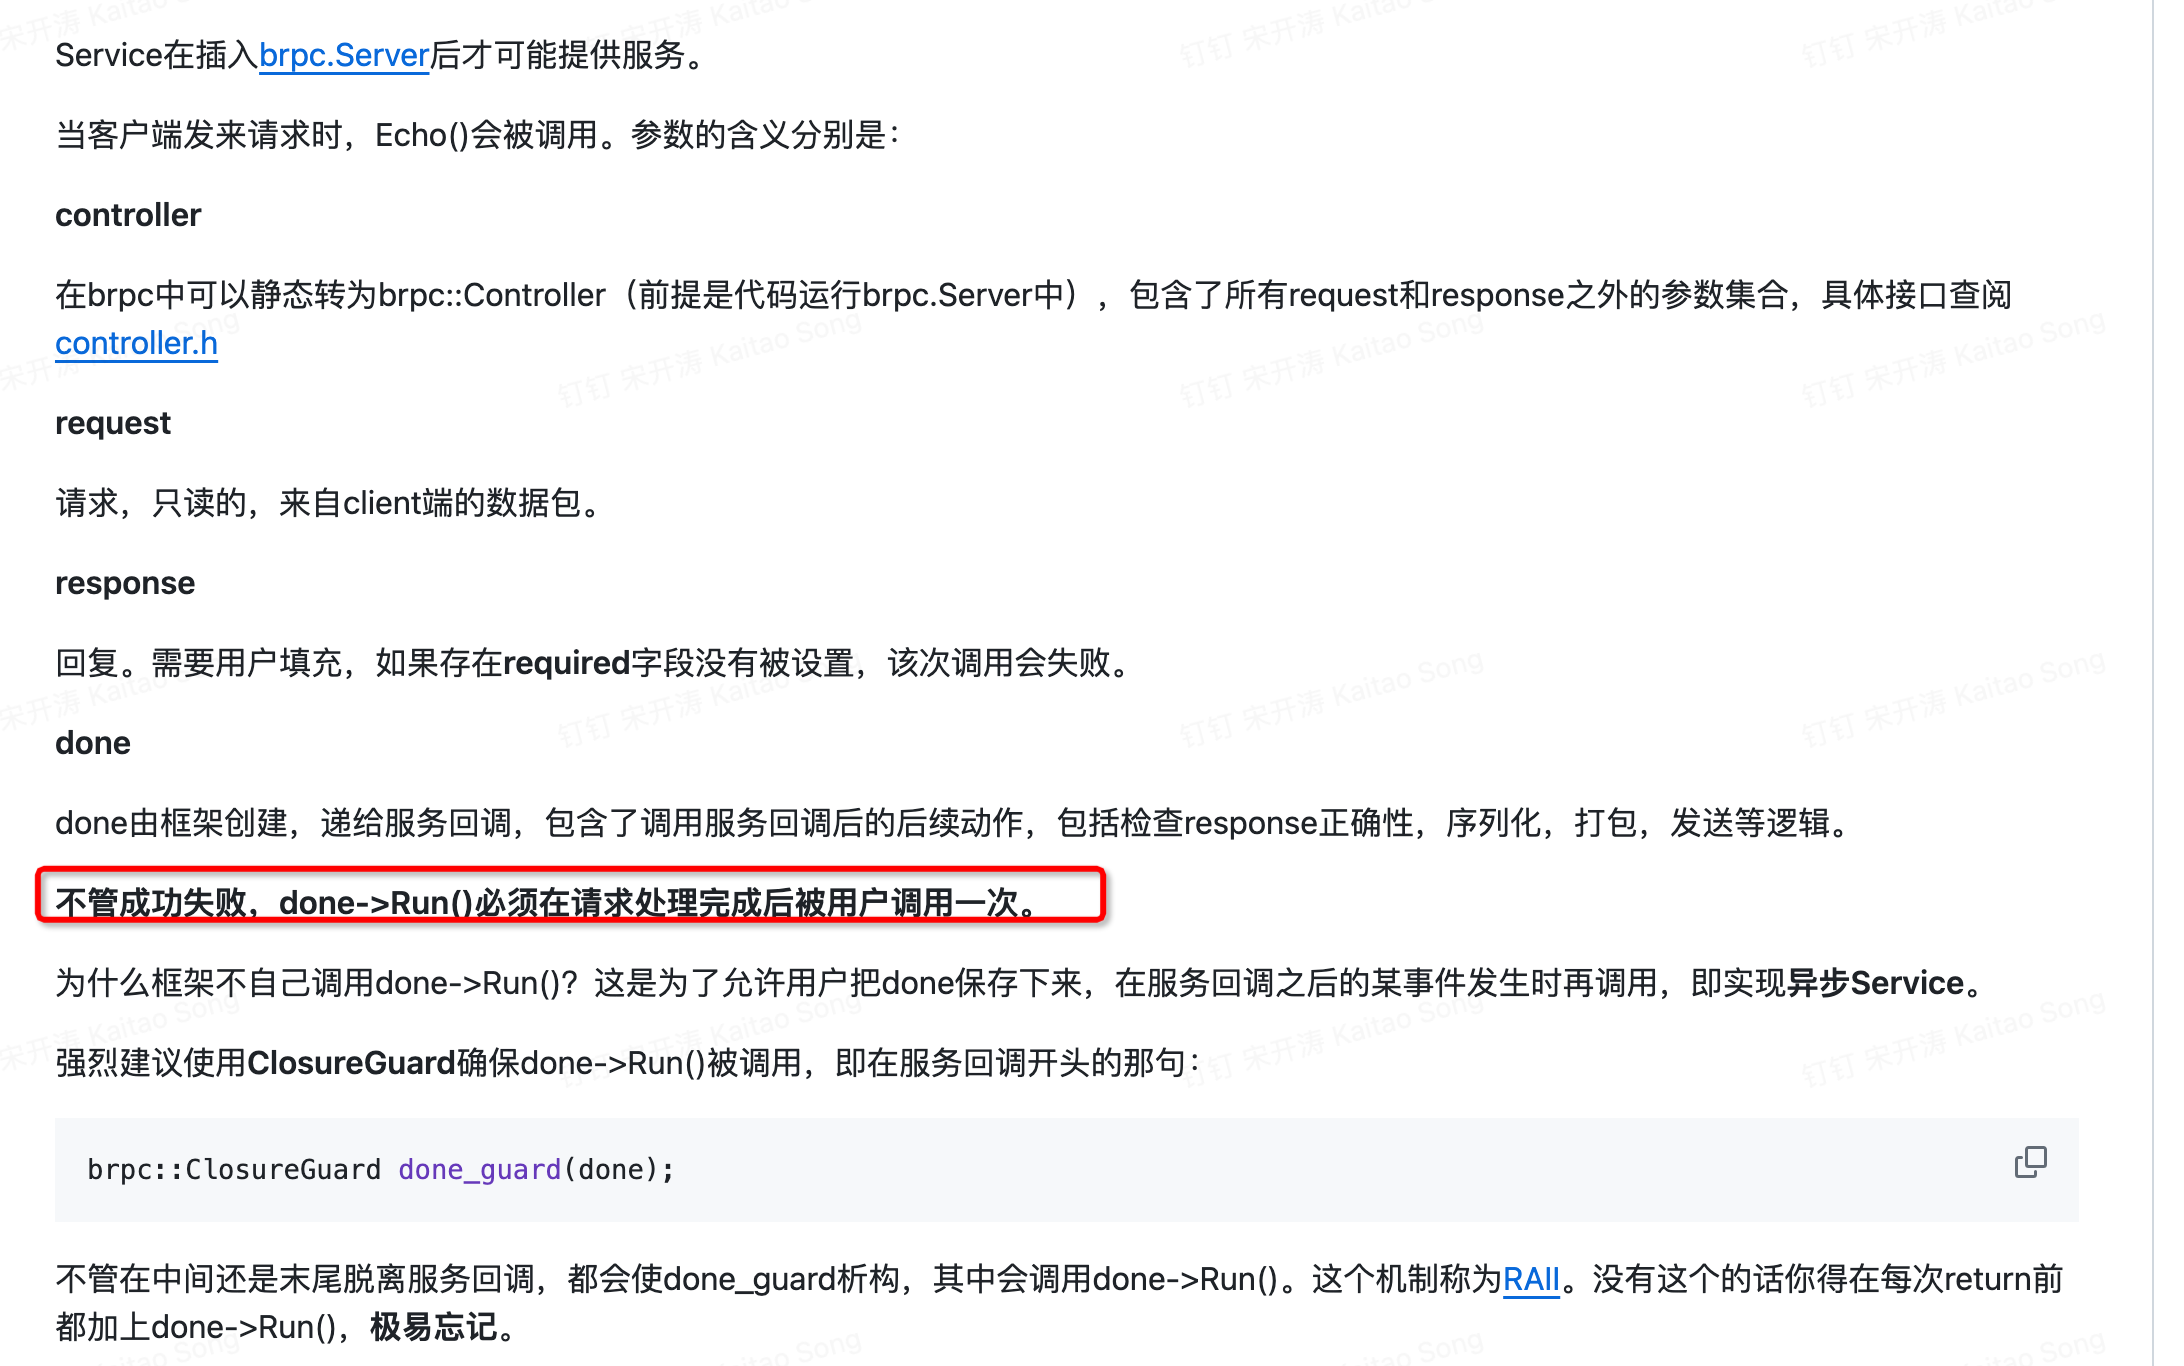 Service在插入brpc.Server后才可能提供服务。
当客户端发来请求时，Echo()会被调用。参数的含义分别是：
controller
在brpc中可以静态转为brpc::Controller（前提是代码运行brpc.Server中），包含了所有request和response之外的参数集合，具体接口查阅
controller.h
request
请求，只读的，来自client端的数据包。
response
回复。需要用户填充，如果存在required字段没有被设置，该次调用会失败。
done
done由框架创建，递给服务回调，包含了调用服务回调后的后续动作，包括检查response正确性，序列化，打包，发送等逻辑。
不管成功失败，done->Run()必须在请求处理完成后被用户调用一次。
为什么框架不自己调用done->Run()？这是为了允许用户把done保存下来，在服务回调之后的某事件发生时再调用，即实现异步Service。
强烈建议使用ClosureGuard确保done->Run()被调用，即在服务回调开头的那句：
brpc::ClosureGuard done_guard(done);
不管在中间还是末尾脱离服务回调，都会使done_guard析构，其中会调用done->Run()。这个机制称为RAII。没有这个的话你得在每次return前
都加上done->Run()，极易忘记。
钉钉 宋开涛 Kaitao Song